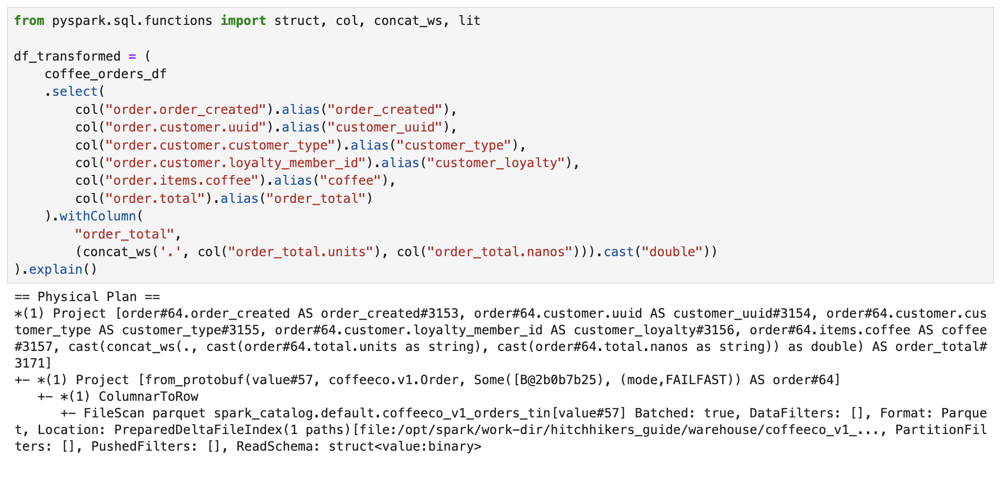 from pyspark.sql.functions import struct, col, concat_ws, lit
df_transformed = (
    coffee_orders_df
    .select(
        col("order.order_created").alias("order_created"),
        col("order.customer.uuid").alias("customer_uuid"),
        col("order.customer.customer_type").alias("customer_type"),
        col("order.customer.loyalty_member_id").alias("customer_loyalty"),
        col("order.items.coffee").alias("coffee"),
        col("order.total").alias("order_total")
    ).withColumn(
        "order_total",
        (concat_ws('.', col("order_total.units"), col("order_total.nanos"))).cast("double"))
).explain()
== Physical Plan ==
*(1) Project [order#64.order_created AS order_created#3153, order#64.customer.uuid AS customer_uuid#3154, order#64.customer.cus
tomer_type AS customer_type#3155, order#64.customer.loyalty_member_id AS customer_loyalty#3156, order#64.items.coffee AS coffee
#3157, cast(concat_ws(., cast(order#64.total.units as string), cast(order#64.total.nanos as string)) as double) AS order_total#
3171]
+- *(1) Project [from_protobuf(value#57, coffeeco.v1.Order, Some([B@2b0b7b25), (mode,FAILFAST)) AS order#64]
   +- *(1) ColumnarToRow
      +- FileScan parquet spark_catalog.default.coffeeco_v1_orders_tin[value#57] Batched: true, DataFilters: [], Format: Parque
t, Location: PreparedDeltaFileIndex(1 paths)[file:/opt/spark/work-dir/hitchhikers_guide/warehouse/coffeeco_v1_..., PartitionFil
ters: [], PushedFilters: [], ReadSchema: struct<value:binary>